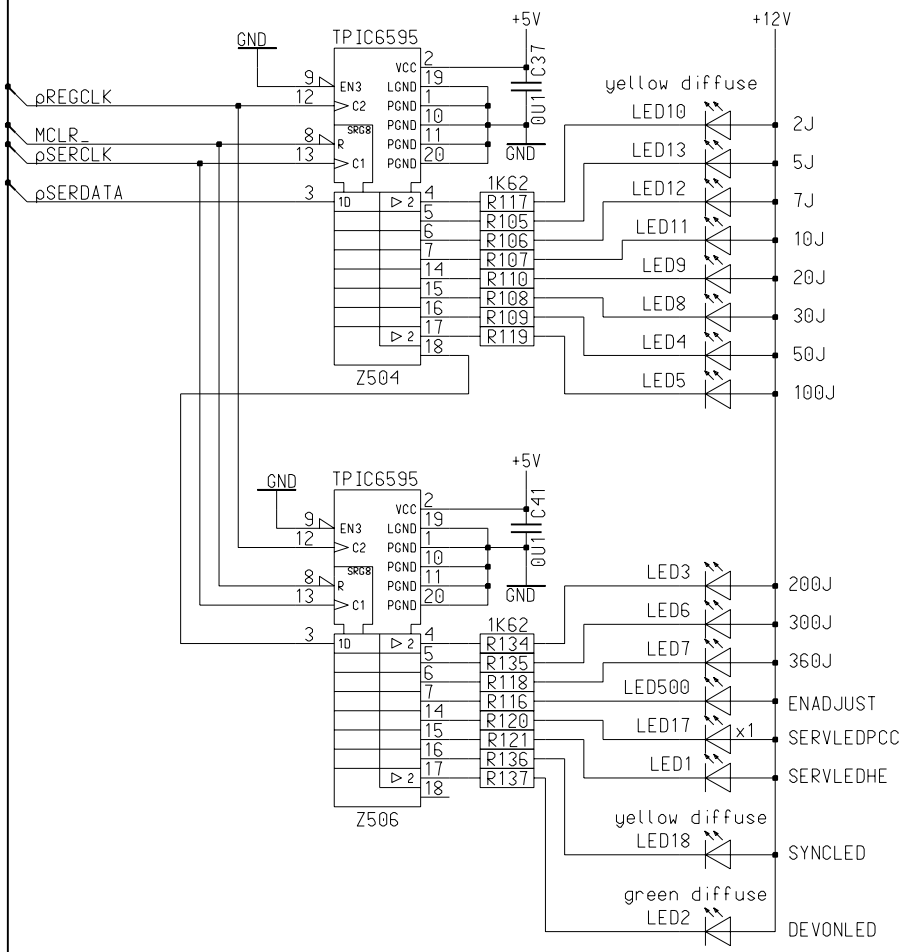 +5V
+12V
GND
TPIC6595
9
EN3
12
C2
SRG8
8
R
13
C1
3
1D
VCC 2
LGND 19
PGND 1
PGND 10
PGND 11
PGND 20
C37
0U1
GND
pREGCLK
MCLR_
pSERCLK
pSERDATA
yellow diffuse
LED10 2J
LED13 5J
LED12 7J
LED11 10J
LED9 20J
LED8 30J
LED4 50J
LED5 100J
1K62
▷ 2 4 R117
5 R105
6 R106
7 R107
14 R110
15 R108
16 R109
▷ 2 17 R119
18
Z504
+5V
GND
TPIC6595
9
EN3
12
C2
SRG8
8
R
13
C1
3
1D
VCC 2
LGND 19
PGND 1
PGND 10
PGND 11
PGND 20
C41
0U1
GND
LED3 200J
LED6 300J
LED7 360J
LED500 ENADJUST
LED17 x1 SERVLEDPCC
LED1 SERVLEDHE
1K62
▷ 2 4 R134
5 R135
6 R118
7 R116
14 R120
15 R121
16 R136
▷ 2 17 R137
18
Z506
yellow diffuse
LED18 SYNCLED
green diffuse
LED2 DEVONLED